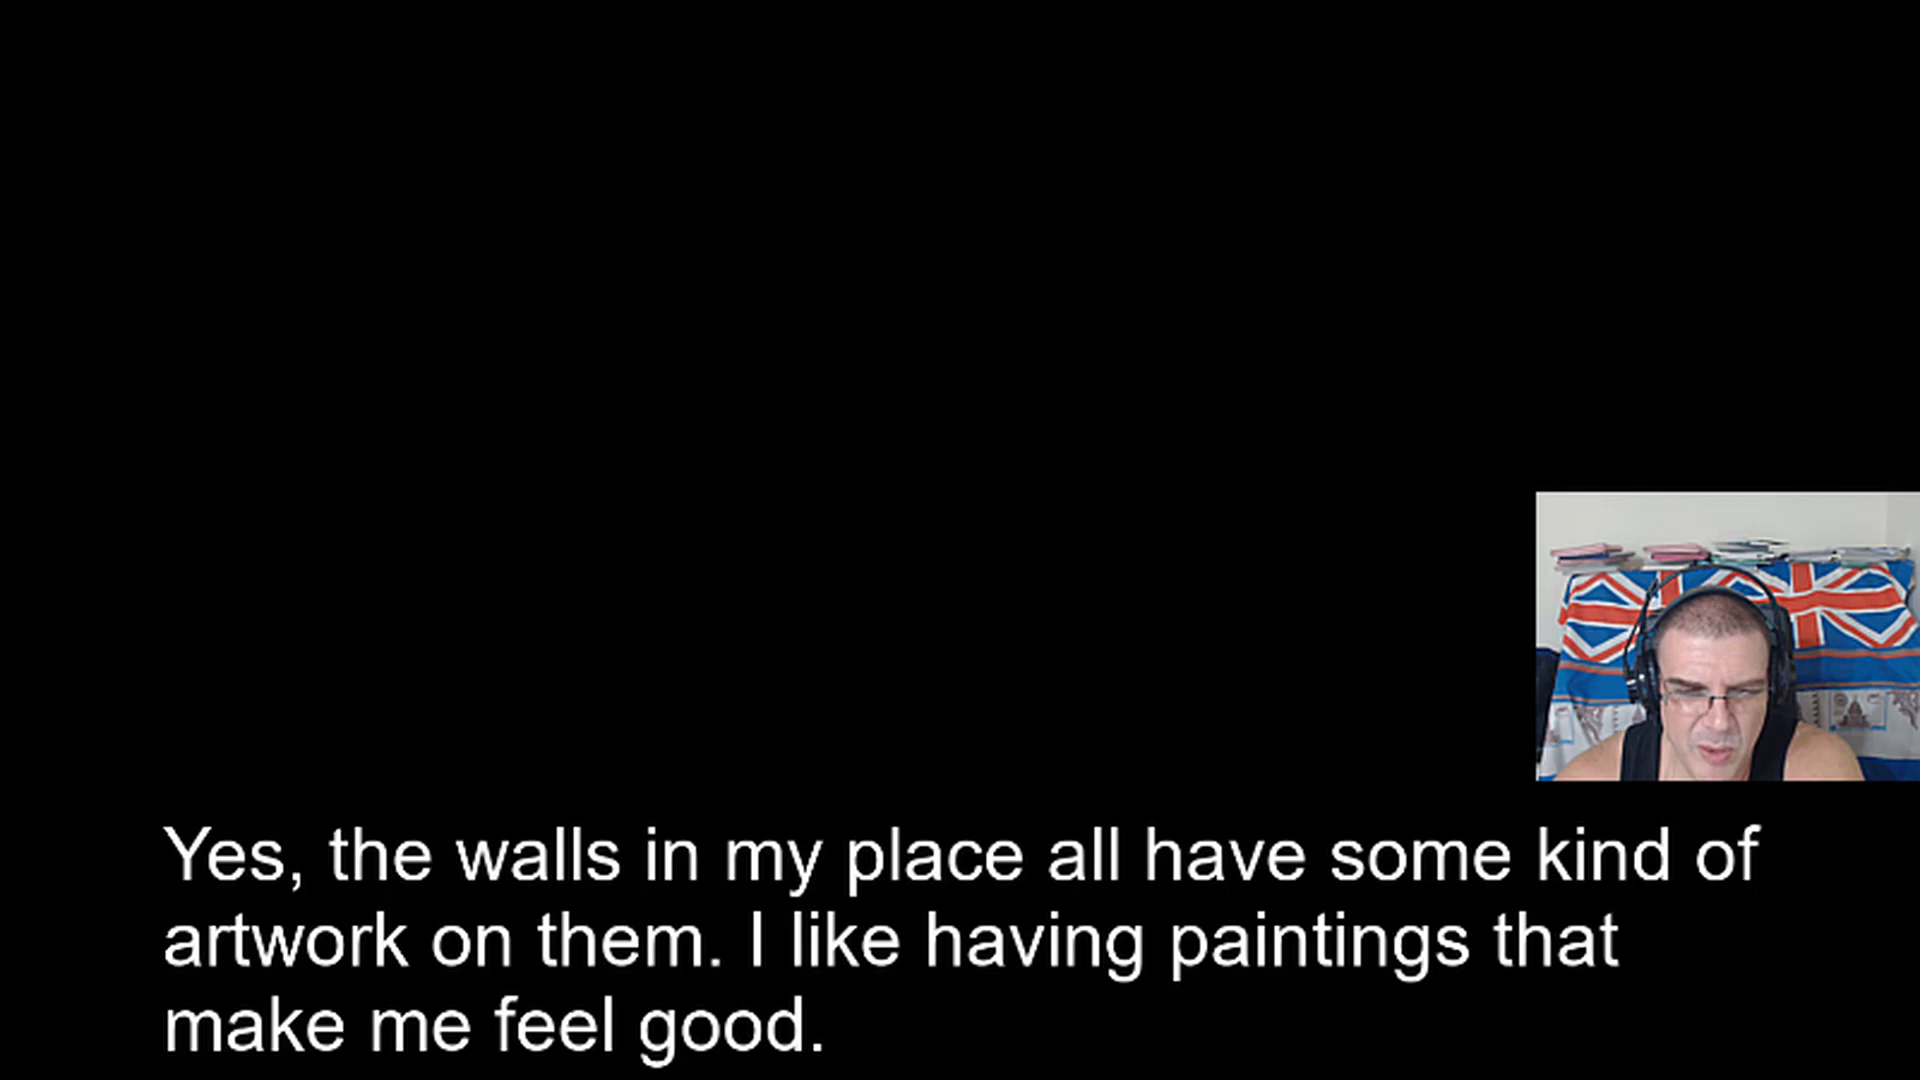 Yes, the walls in my place all have some kind of
artwork on them. I like having paintings that
make me feel good.